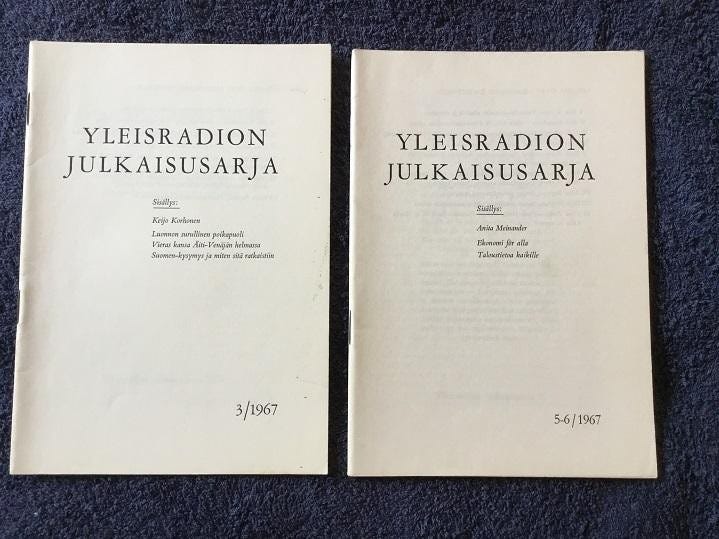 YLEISRADION
JULKAISUSARJA
Sisällys:
Keijo Korhonen
Luonnon surullinen poikapuoli
Vieras kansa Äiti-Venäjän helmassa
Suomen-kysymys ja miten sitä ratkaistiin
3/1967
YLEISRADION
JULKAISUSARJA
Sisällys:
Anita Meinander
Ekonomi för alla
Taloustietoa kaikille
5-6/1967